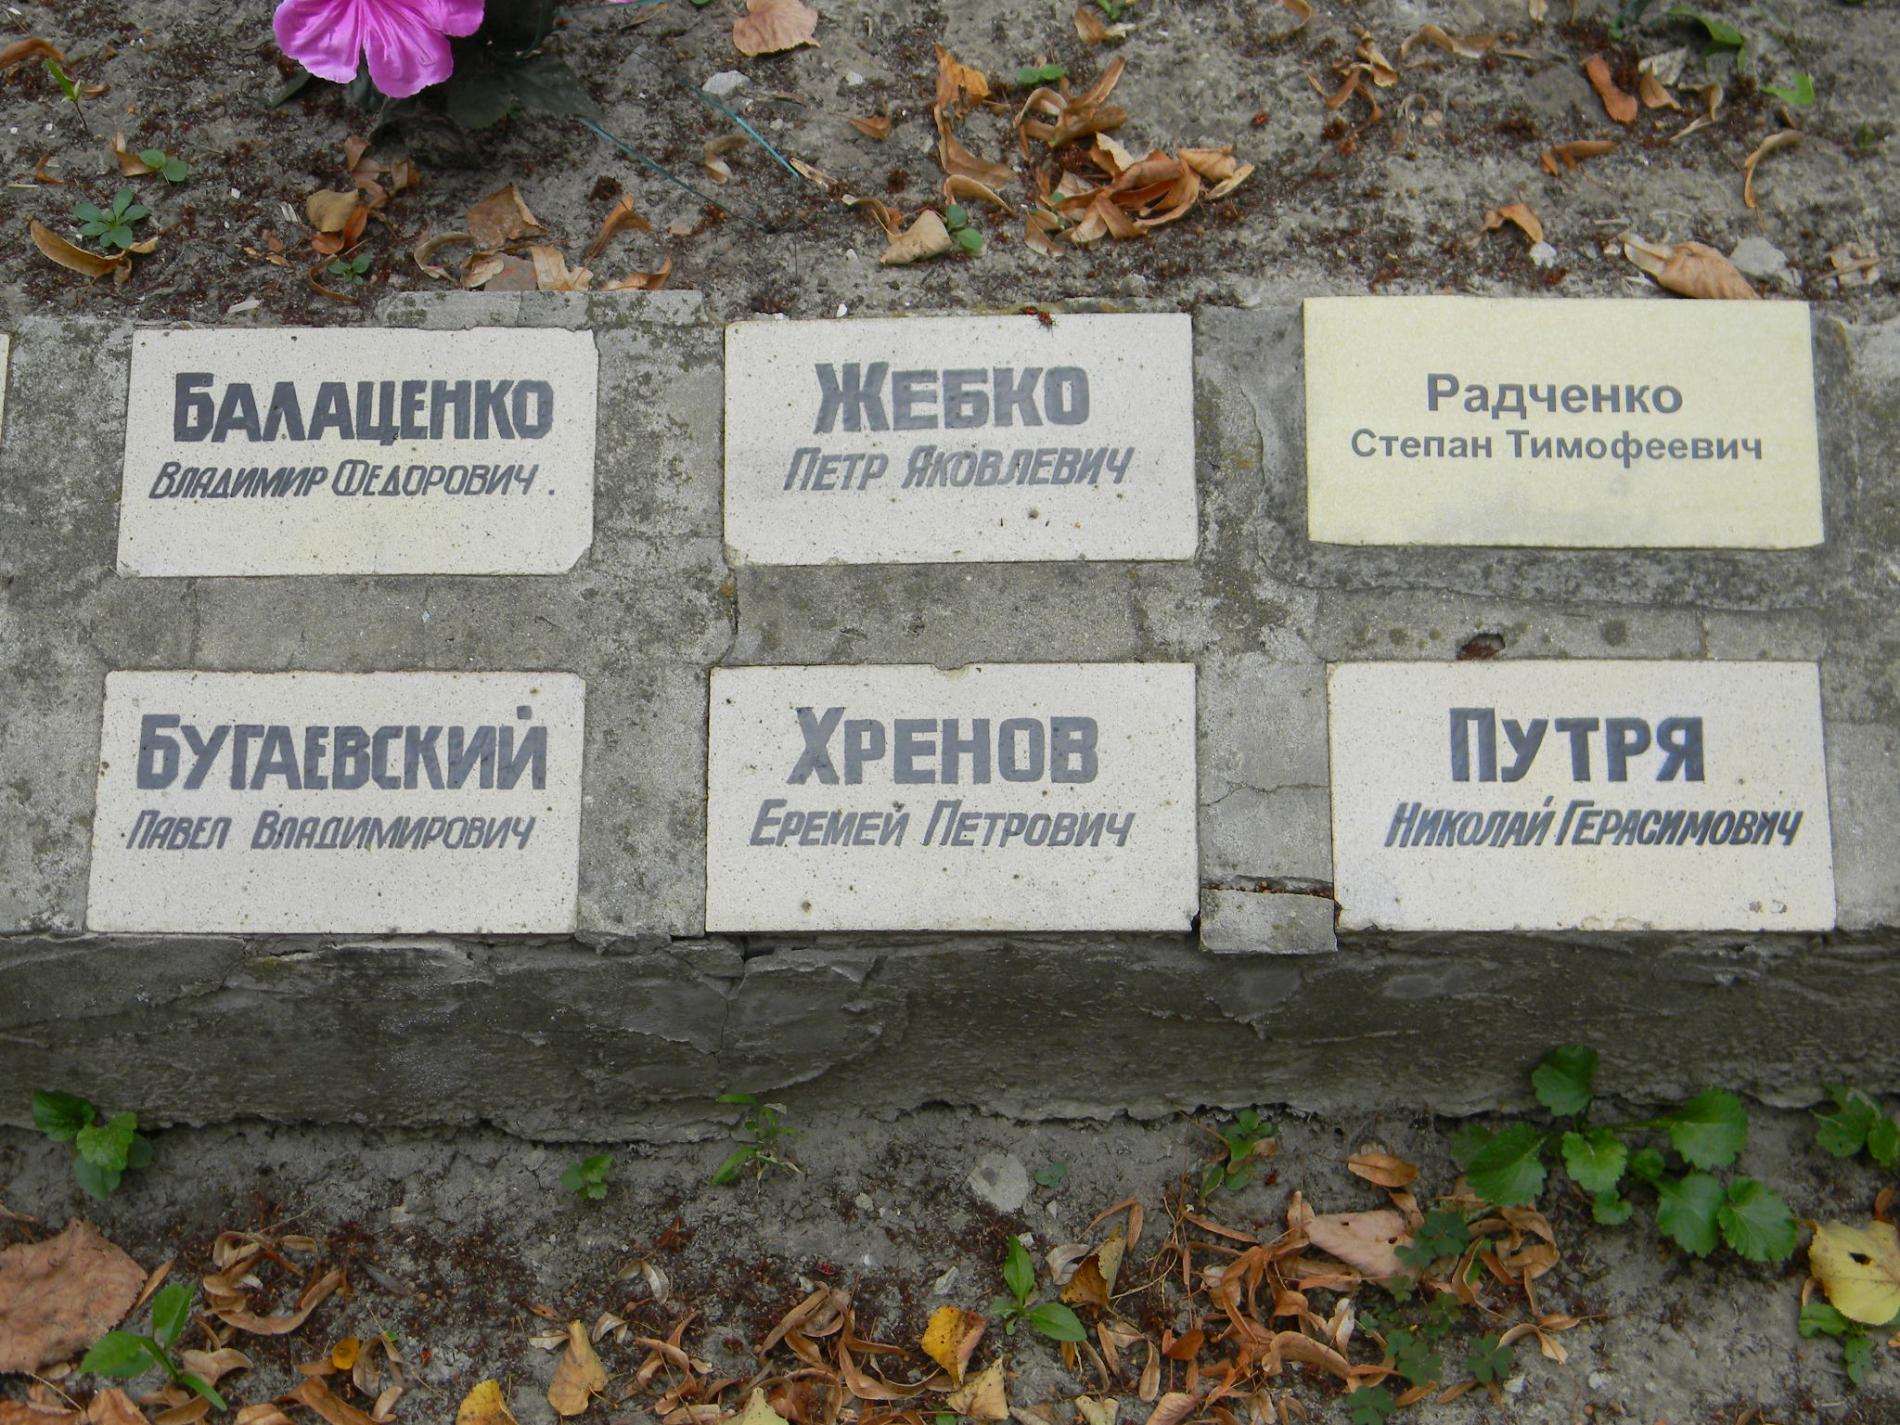 БАЛАЦЕНКО
ВЛАДИМИР ФЕДОРОВИЧ.
ЖЕБКО
ПЕТР ЯКОВЛЕВИЧ
Радченко
Степан Тимофеевич
БУГАЕВСКИЙ
ПАВЕЛ ВЛАДИМИРОВИЧ
ХРЕНОВ
ЕРЕМЕЙ ПЕТРОВИЧ
ПУТРЯ
НИКОЛАЙ ГЕРАСИМОВИЧ